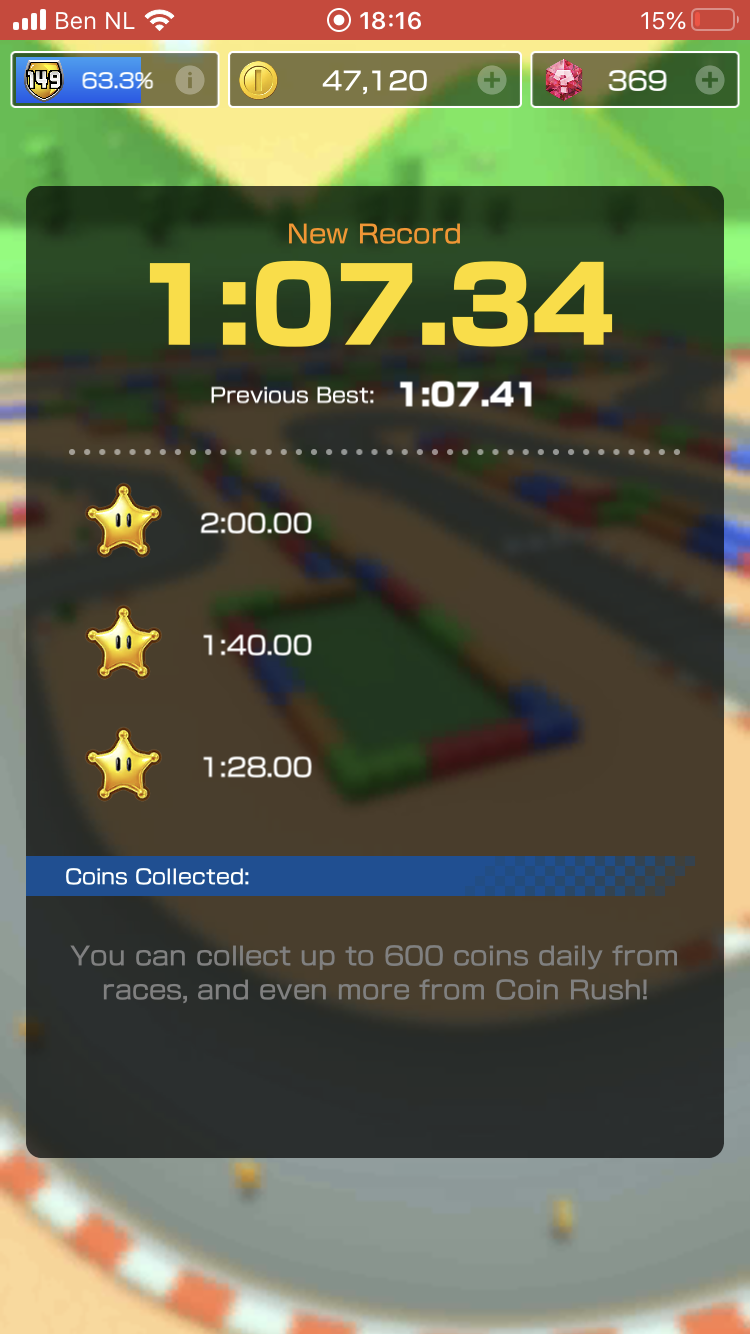 Ben NL 18:16 15%
149 63.3% i 47,120 + 369 +
New Record
1:07.34
Previous Best: 1:07.41
2:00.00
1:40.00
1:28.00
Coins Collected:
You can collect up to 600 coins daily from
races, and even more from Coin Rush!